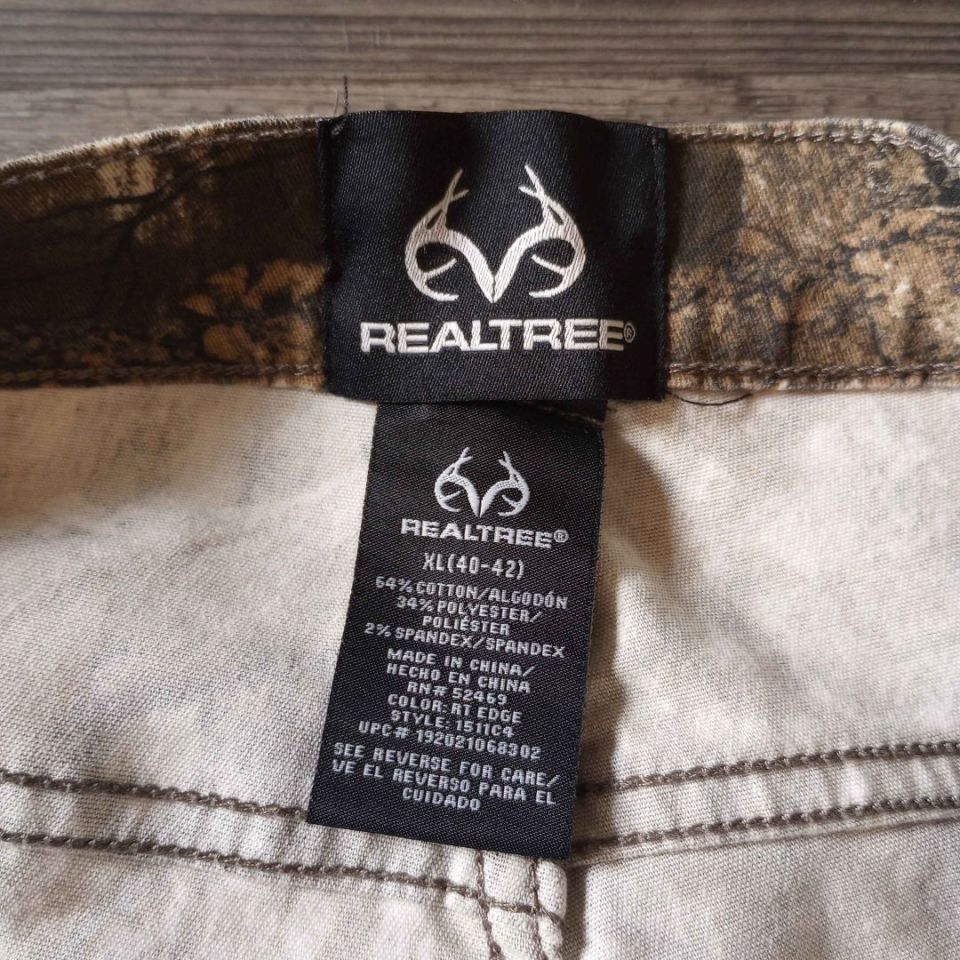 REALTREE®
REALTREE®
XL(40-42)
64% COTTON/ALGODÓN
34% POLYESTER/
POLIÉSTER
2% SPANDEX/SPANDEX
MADE IN CHINA/
HECHO EN CHINA
RN# 52469
COLOR: RT EDGE
STYLE: 1511C4
UPC# 192021068302
SEE REVERSE FOR CARE/
VE EL REVERSO PARA EL
CUIDADO